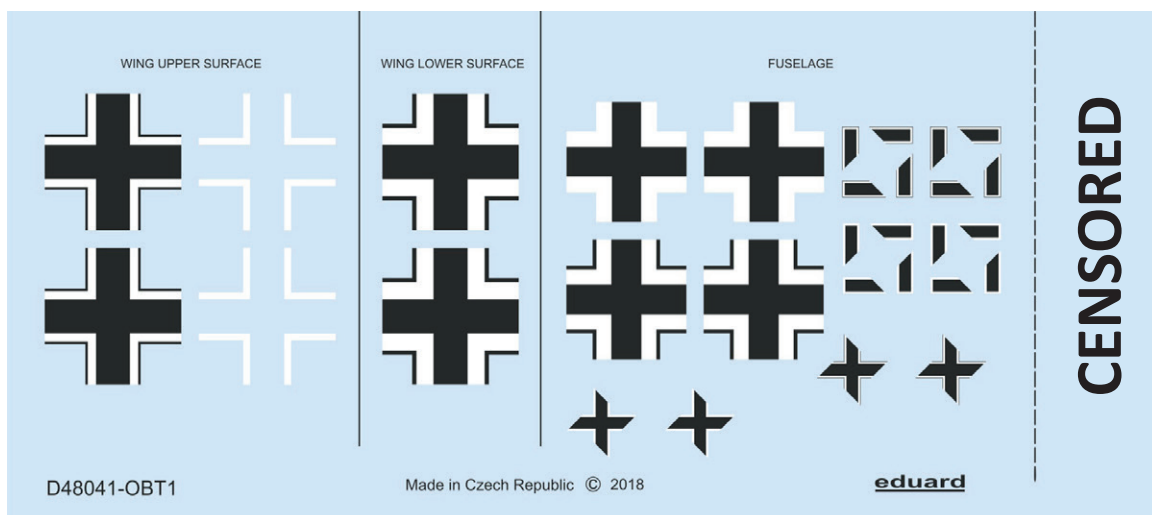 WING UPPER SURFACE
WING LOWER SURFACE
FUSELAGE
CENSORED
D48041-OBT1
Made in Czech Republic © 2018
eduard